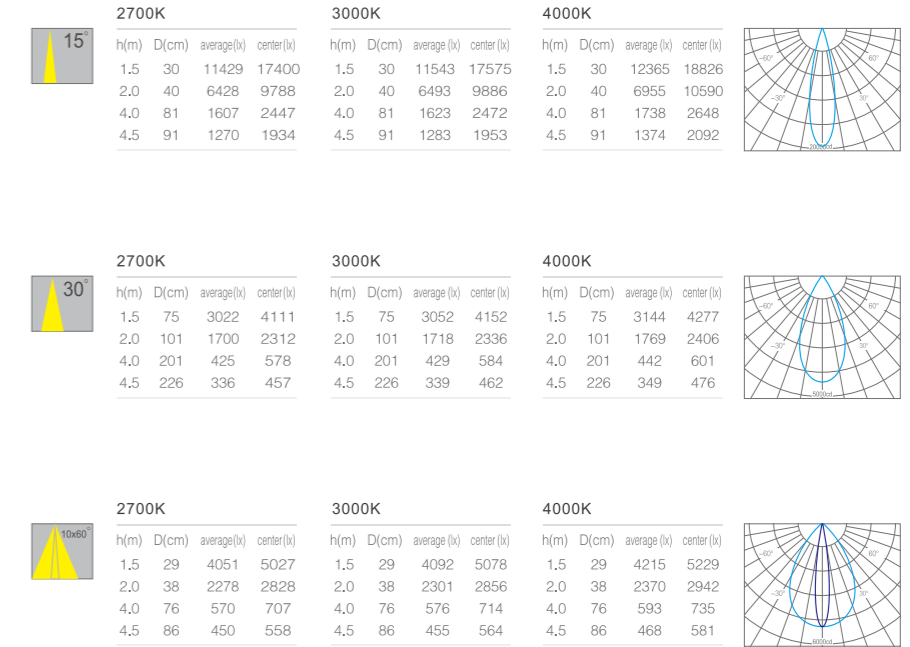 2700K 3000K 4000K
15°
h(m) D(cm) average(lx) center(lx) h(m) D(cm) average(lx) center(lx) h(m) D(cm) average(lx) center(lx)
1.5 30 11429 17400 1.5 30 11543 17575 1.5 30 12365 18826
-60° 60°
2.0 40 6428 9788 2.0 40 6493 9886 2.0 40 6955 10590
-30° 30°
4.0 81 1607 2447 4.0 81 1623 2472 4.0 81 1738 2648
4.5 91 1270 1934 4.5 91 1283 1953 4.5 91 1374 2092
20000cd
2700K 3000K 4000K
30°
h(m) D(cm) average(lx) center(lx) h(m) D(cm) average(lx) center(lx) h(m) D(cm) average(lx) center(lx)
-60° 60°
1.5 75 3022 4111 1.5 75 3052 4152 1.5 75 3144 4277
2.0 101 1700 2312 2.0 101 1718 2336 2.0 101 1769 2406
-30° 30°
4.0 201 425 578 4.0 201 429 584 4.0 201 442 601
4.5 226 336 457 4.5 226 339 462 4.5 226 349 476
5000cd
2700K 3000K 4000K
10x60°
h(m) D(cm) average(lx) center(lx) h(m) D(cm) average(lx) center(lx) h(m) D(cm) average(lx) center(lx)
-60° 60°
1.5 29 4051 5027 1.5 29 4092 5078 1.5 29 4215 5229
2.0 38 2278 2828 2.0 38 2301 2856 2.0 38 2370 2942
-30° 30°
4.0 76 570 707 4.0 76 576 714 4.0 76 593 735
4.5 86 450 558 4.5 86 455 564 4.5 86 468 581
6000cd